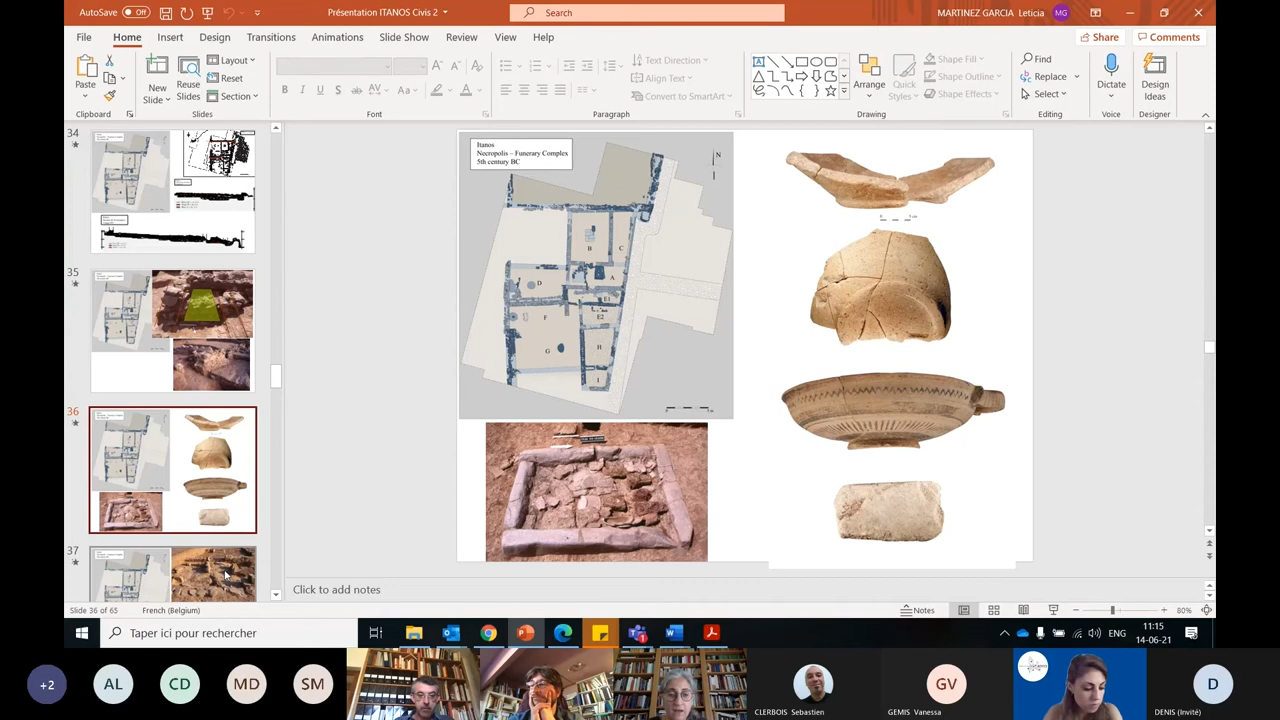 AutoSave Off
Présentation ITANOS Civis 2
Search
MARTINEZ GARCIA Leticia MG
File Home Insert Design Transitions Animations Slide Show Review View Help
Share Comments
Paste
New Slide
Reuse Slides
Layout
Reset
Section
Text Direction
Align Text
Convert to SmartArt
Arrange
Quick Styles
Shape Fill
Shape Outline
Shape Effects
Find
Replace
Select
Dictate
Design Ideas
Clipboard Slides Font Paragraph Drawing Editing Voice Designer
34
35
36
37
Itanos
Necropolis – Funerary Complex
5th century BC
N
B
C
A
D
E1
E2
F
G
H
I
Click to add notes
Slide 36 of 65 French (Belgium) Notes 80%
Taper ici pour rechercher
ENG
11:15
14-06-21
+2 AL CD MD SM
CLERBOIS Sebastien
GV
GEMIS Vanessa
D
DENIS (Invité)